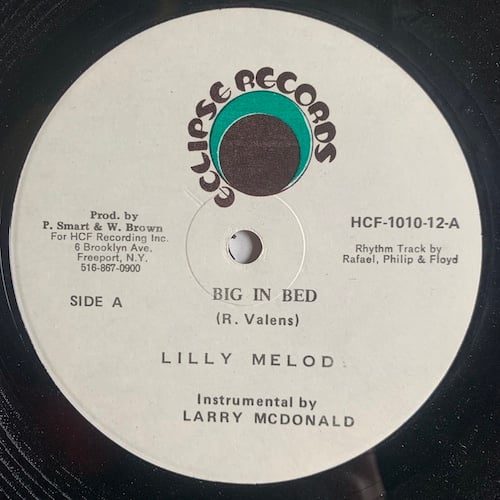 ECLIPSE RECORDS
Prod. by
P. Smart & W. Brown
For HCF Recording Inc.
6 Brooklyn Ave.
Freeport, N.Y.
516-867-0900
HCF-1010-12-A
Rhythm Track by
Rafael, Philip & Floyd
SIDE A
BIG IN BED
(R. Valens)
LILLY MELOD
Instrumental by
LARRY MCDONALD